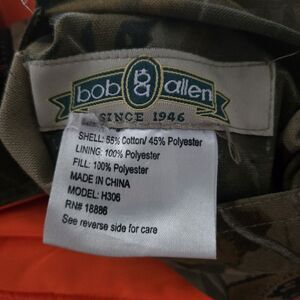 bob ba allen
SINCE 1946
SHELL: 55% Cotton/ 45% Polyester
LINING: 100% Polyester
FILL: 100% Polyester
MADE IN CHINA
MODEL: H306
RN# 18886
See reverse side for care